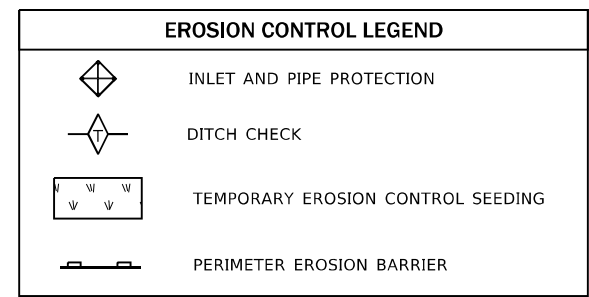 EROSION CONTROL LEGEND
INLET AND PIPE PROTECTION
T
DITCH CHECK
TEMPORARY EROSION CONTROL SEEDING
PERIMETER EROSION BARRIER